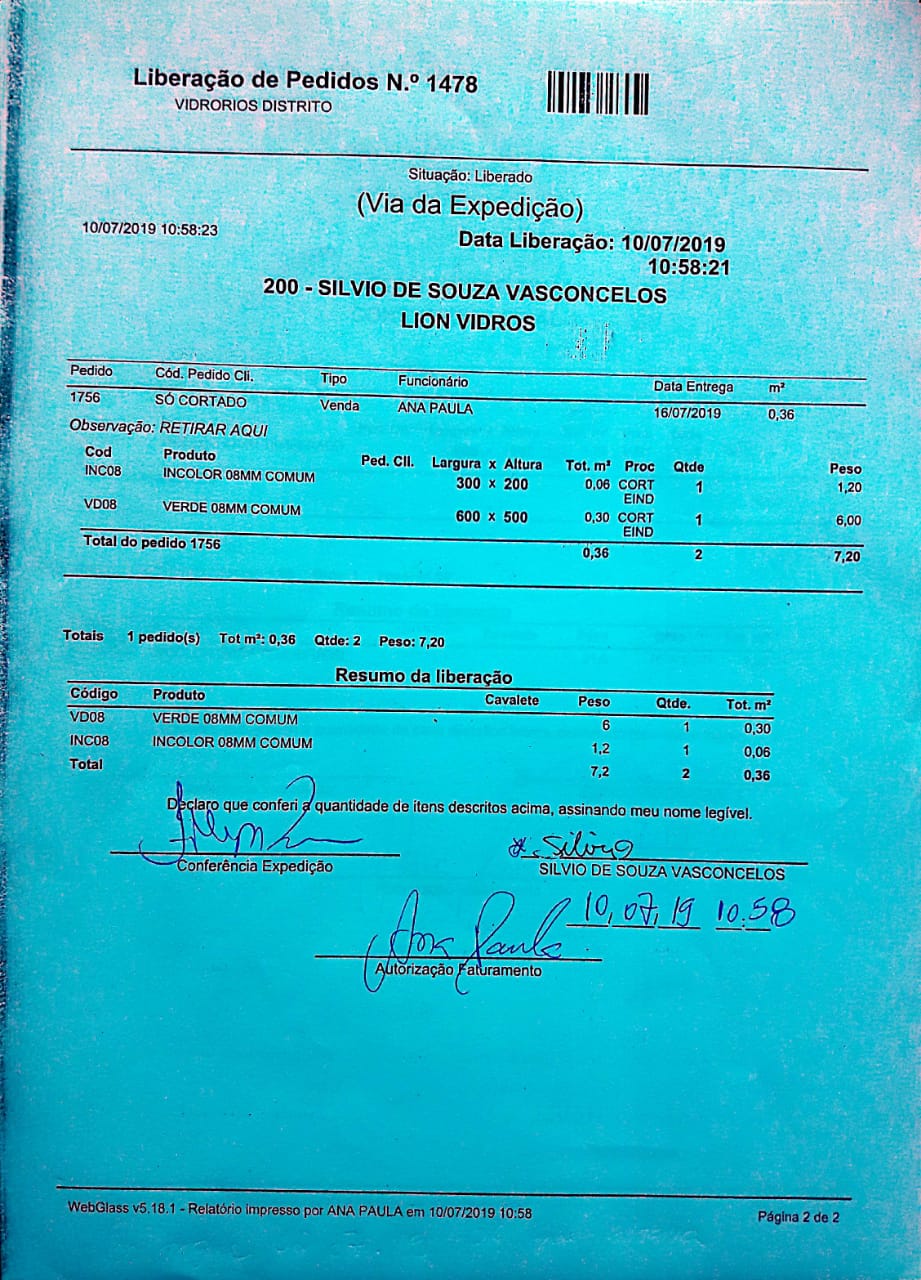 Liberação de Pedidos N.º 1478
VIDRORIOS DISTRITO
Situação: Liberado
(Via da Expedição)
10/07/2019 10:58:23
Data Liberação: 10/07/2019
10:58:21
200 - SILVIO DE SOUZA VASCONCELOS
LION VIDROS
Pedido Cód. Pedido Cli. Tipo Funcionário Data Entrega m²
1756 SÓ CORTADO Venda ANA PAULA 16/07/2019 0,36
Observação: RETIRAR AQUI
Cod Produto Ped. Cli. Largura x Altura Tot. m² Proc Qtde Peso
INC08 INCOLOR 08MM COMUM 300 x 200 0,06 CORT 1 1,20
EIND
VD08 VERDE 08MM COMUM 600 x 500 0,30 CORT 1 6,00
EIND
Total do pedido 1756 0,36 2 7,20
Totais 1 pedido(s) Tot m²: 0,36 Qtde: 2 Peso: 7,20
Resumo da liberação
Código Produto Cavalete Peso Qtde. Tot. m²
VD08 VERDE 08MM COMUM 6 1 0,30
INC08 INCOLOR 08MM COMUM 1,2 1 0,06
Total 7,2 2 0,36
Declaro que conferi a quantidade de itens descritos acima, assinando meu nome legível.
Silvio
Conferência Expedição SILVIO DE SOUZA VASCONCELOS
10,07,19 10:58
Ana Paula
Autorização Faturamento
WebGlass v5.18.1 - Relatório impresso por ANA PAULA em 10/07/2019 10:58
Página 2 de 2